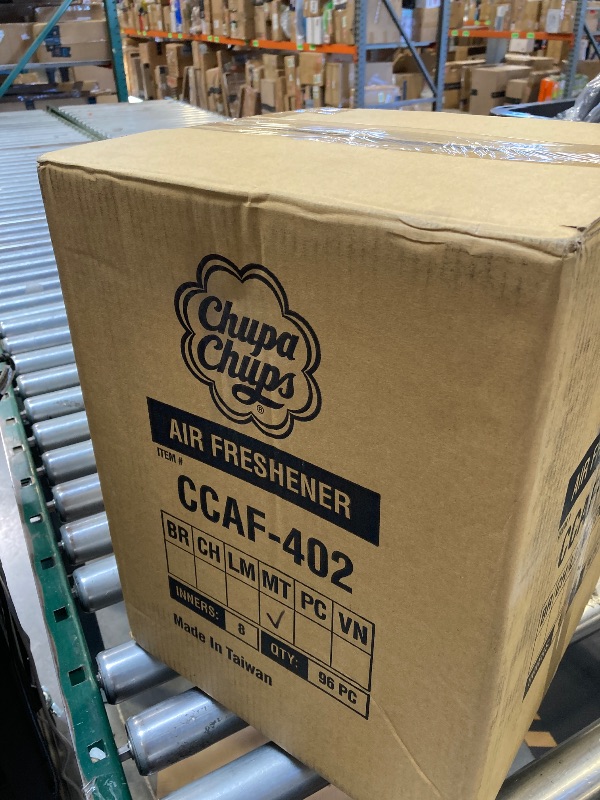 Chupa
Chups
®
AIR FRESHENER
ITEM #
CCAF-402
BR CH LM MT PC VN
✓
INNERS: 8 QTY: 96 PC
Made In Taiwan